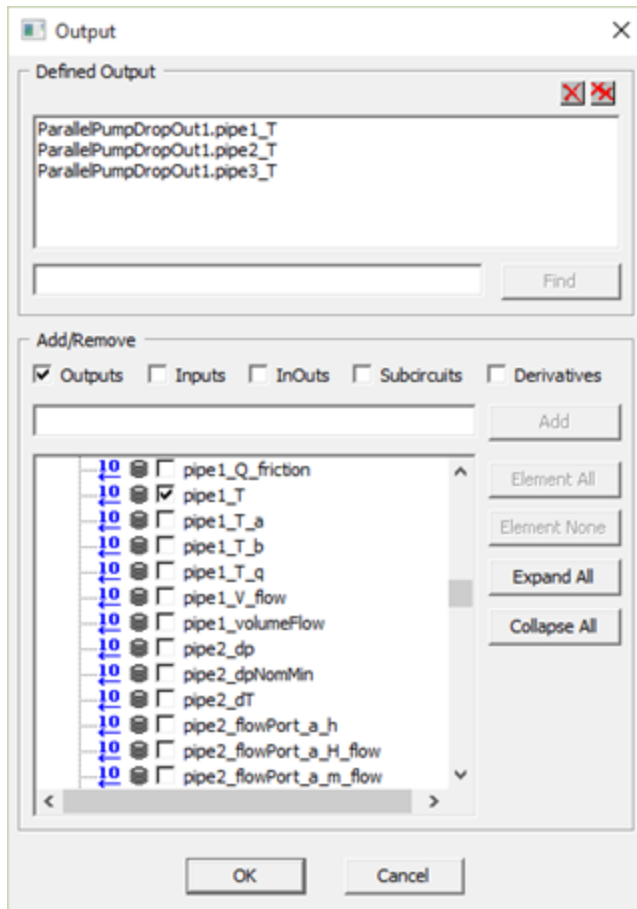 Output
Defined Output
ParallelPumpDropOut1.pipe1_T
ParallelPumpDropOut1.pipe2_T
ParallelPumpDropOut1.pipe3_T
Find
Add/Remove
Outputs Inputs InOuts Subcircuits Derivatives
Add
10 pipe1_Q_friction
10 pipe1_T
10 pipe1_T_a
10 pipe1_T_b
10 pipe1_T_q
10 pipe1_V_flow
10 pipe1_volumeFlow
10 pipe2_dp
10 pipe2_dpNomMin
10 pipe2_dT
10 pipe2_flowPort_a_h
10 pipe2_flowPort_a_H_flow
10 pipe2_flowPort_a_m_flow
Element All
Element None
Expand All
Collapse All
OK Cancel